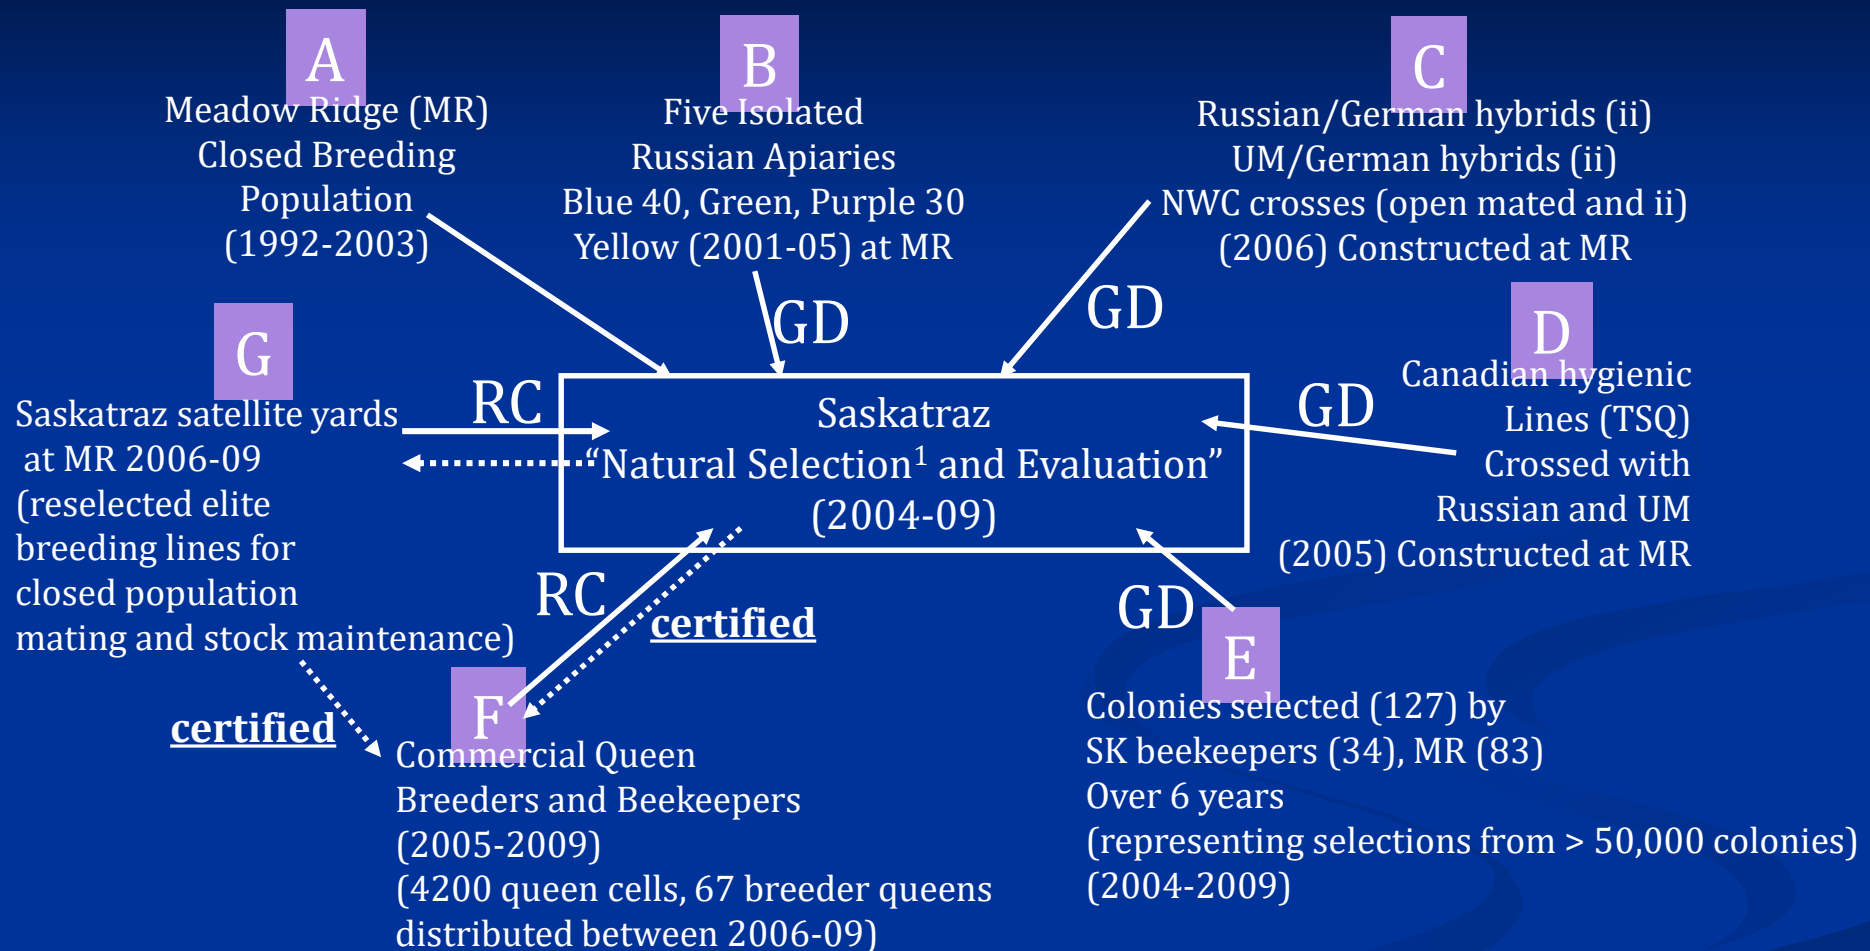 A
Meadow Ridge (MR)
Closed Breeding
Population
(1992-2003)
B
Five Isolated
Russian Apiaries
Blue 40, Green, Purple 30
Yellow (2001-05) at MR
GD
C
Russian/German hybrids (ii)
UM/German hybrids (ii)
NWC crosses (open mated and ii)
(2006) Constructed at MR
GD
D
Canadian hygienic
Lines (TSQ)
Crossed with
Russian and UM
(2005) Constructed at MR
GD
G
Saskatraz satellite yards
at MR 2006-09
(reselected elite
breeding lines for
closed population
mating and stock maintenance)
RC
Saskatraz
“Natural Selection¹ and Evaluation”
(2004-09)
RC
certified
certified
F
Commercial Queen
Breeders and Beekeepers
(2005-2009)
(4200 queen cells, 67 breeder queens
distributed between 2006-09)
GD
E
Colonies selected (127) by
SK beekeepers (34), MR (83)
Over 6 years
(representing selections from > 50,000 colonies)
(2004-2009)